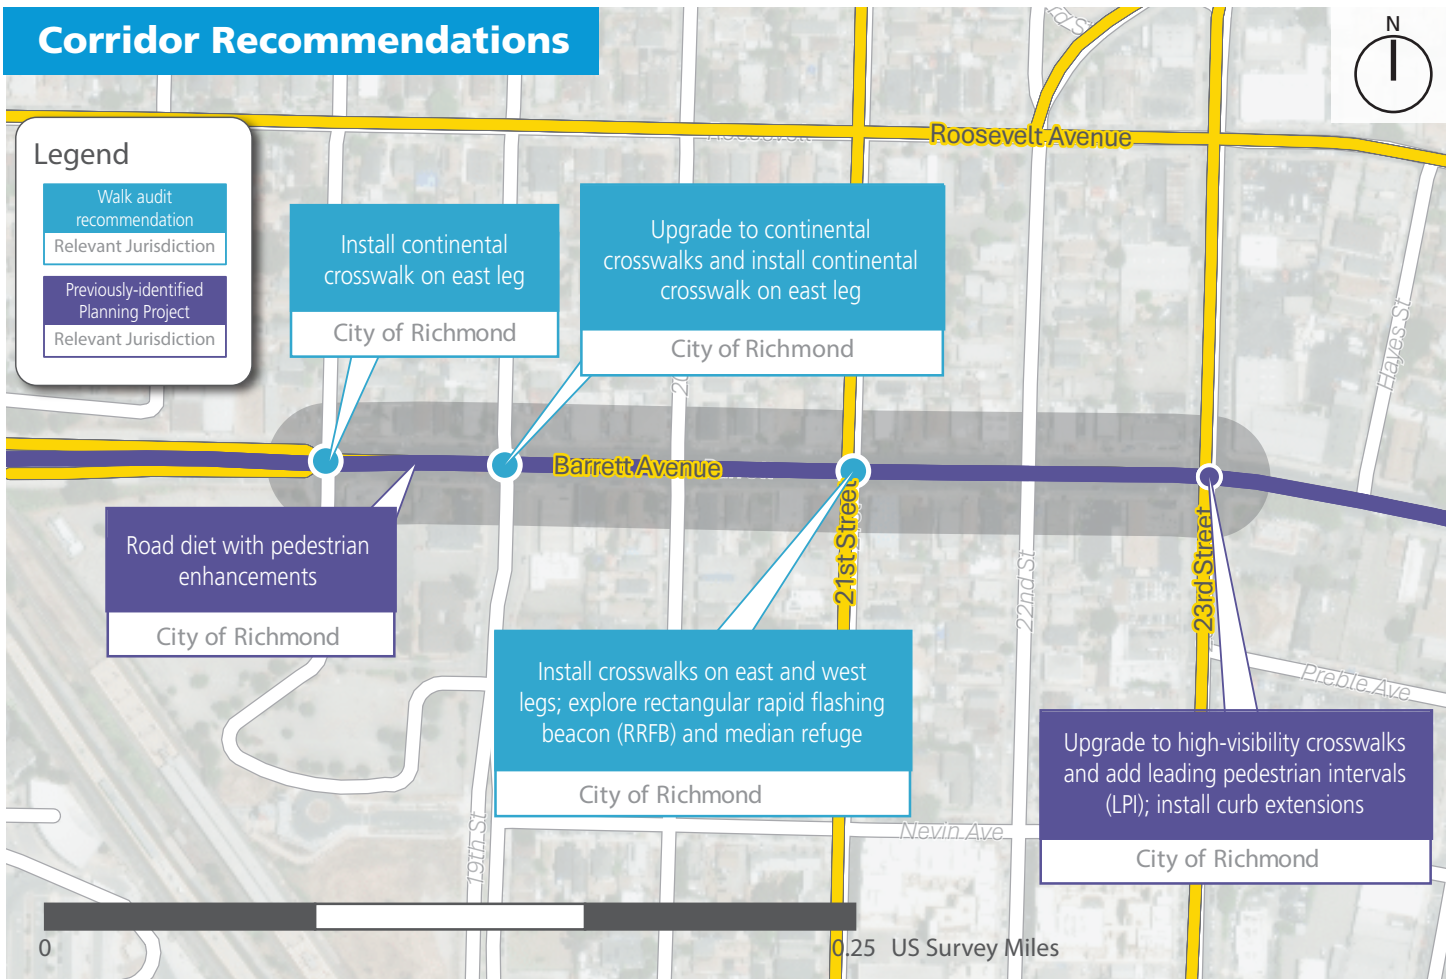 Corridor Recommendations
N
rd St
Roosevelt
Roosevelt Avenue
Legend
Walk audit
recommendation
Relevant Jurisdiction
Previously-identified
Planning Project
Relevant Jurisdiction
Install continental
crosswalk on east leg
City of Richmond
Upgrade to continental
crosswalks and install continental
crosswalk on east leg
City of Richmond
Hayes St
Barrett Avenue
21st Street
22nd St
23rd Street
Road diet with pedestrian
enhancements
City of Richmond
Install crosswalks on east and west
legs; explore rectangular rapid flashing
beacon (RRFB) and median refuge
City of Richmond
Preble Ave
Upgrade to high-visibility crosswalks
and add leading pedestrian intervals
(LPI); install curb extensions
City of Richmond
19th St
Nevin Ave
0
0.25 US Survey Miles